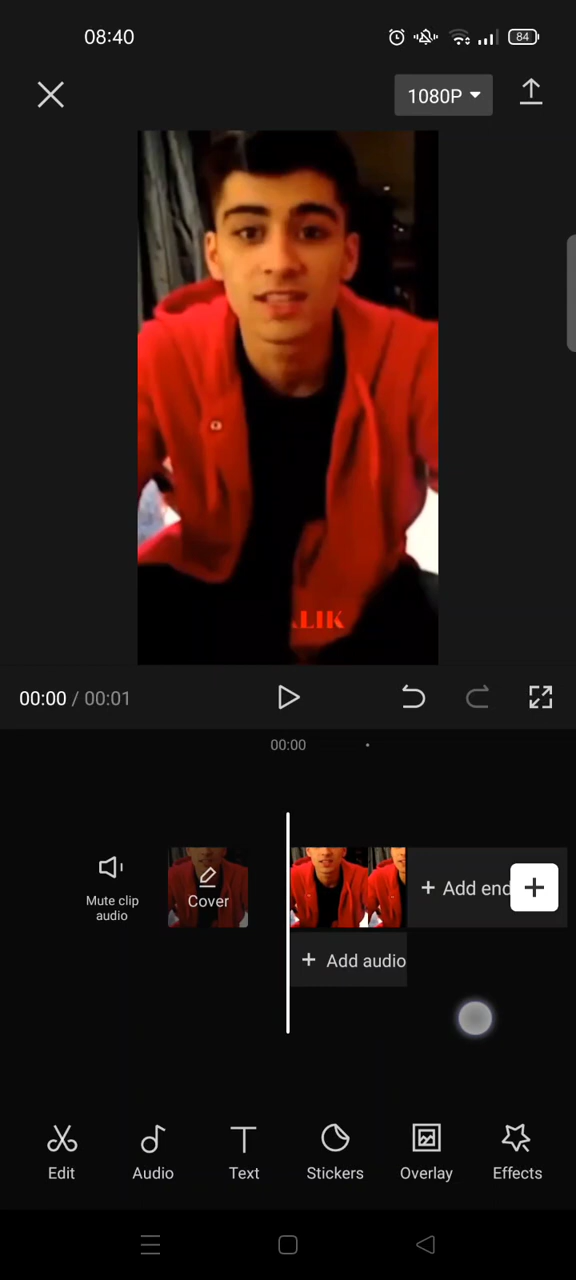 08:40
84
1080P
LIK
00:00 / 00:01
00:00
Mute clip
audio
Cover
+ Add end
+ Add audio
Edit
Audio
Text
Stickers
Overlay
Effects